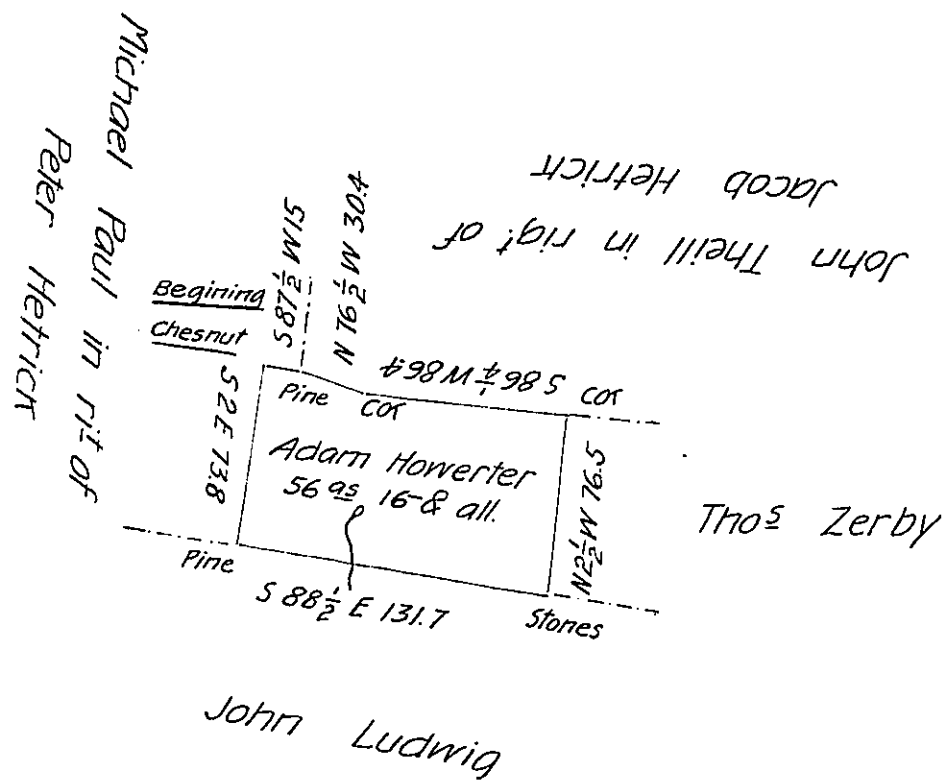 Michael Paul in rit of
Peter Hetrick
John Theill in rigt of
Jacob Hetrick
Begining
Chesnut
S 87½ W 15
N 76½ W 30.4
S 86¼ W 86.4
Cor
Pine
Cor
S 2 E 73.8
Adam Howerter
56 as 16 & all.
N 2½ W 76.5
Thos Zerby
Pine
S 88½ E 131.7
Stones
John Ludwig